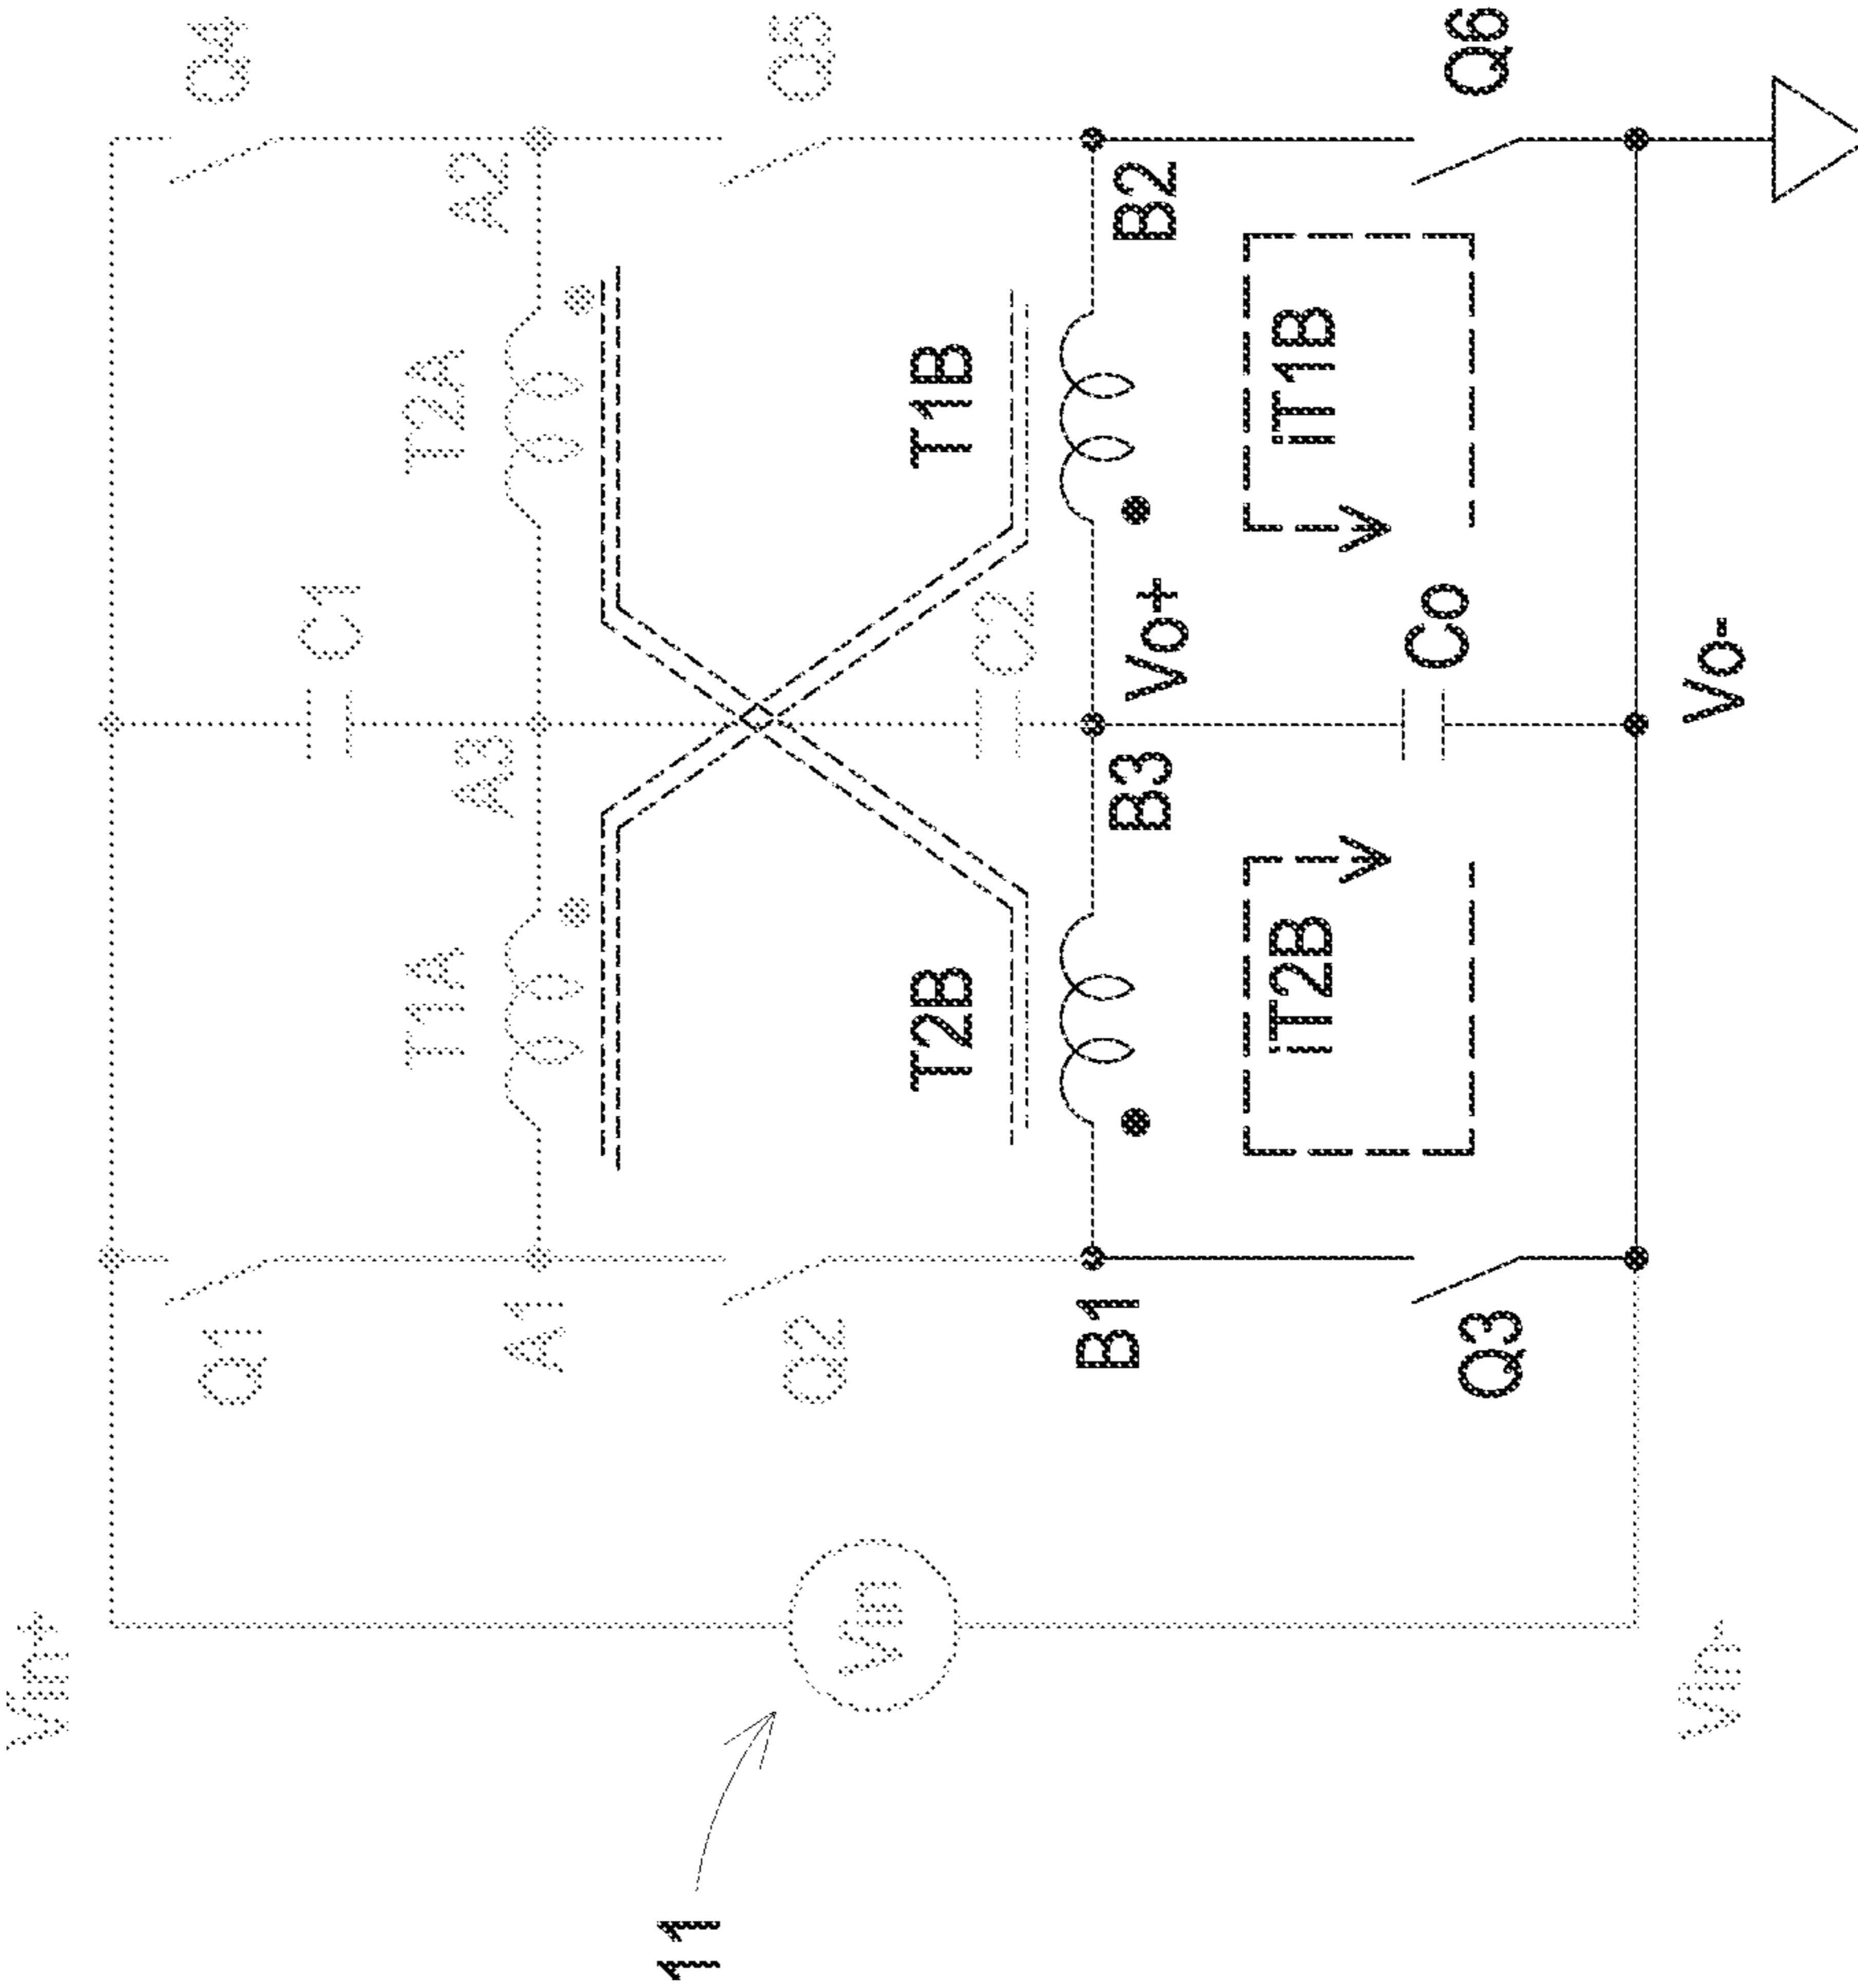 Vin+
Q1
Q4
C1
T1A
T2A
A3
A2
A1
Q2
Q5
11
Vin
T2B
T1B
C2
B1
B3
Vo+
B2
iT2B
iT1B
Q3
Co
Q6
Vin-
Vo-